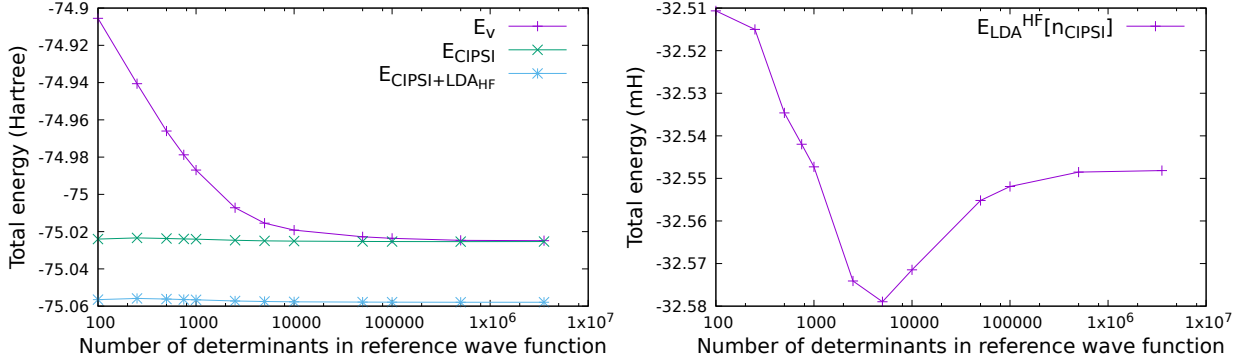 Total energy (Hartree)
-74.9
-74.92
-74.94
-74.96
-74.98
-75
-75.02
-75.04
-75.06
E_v
E_CIPSI
E_CIPSI+LDA_HF
100
1000
10000
100000
1x10^6
1x10^7
Number of determinants in reference wave function
Total energy (mH)
-32.51
-32.52
-32.53
-32.54
-32.55
-32.56
-32.57
-32.58
E_LDA^HF[n_CIPSI]
100
1000
10000
100000
1x10^6
1x10^7
Number of determinants in reference wave function